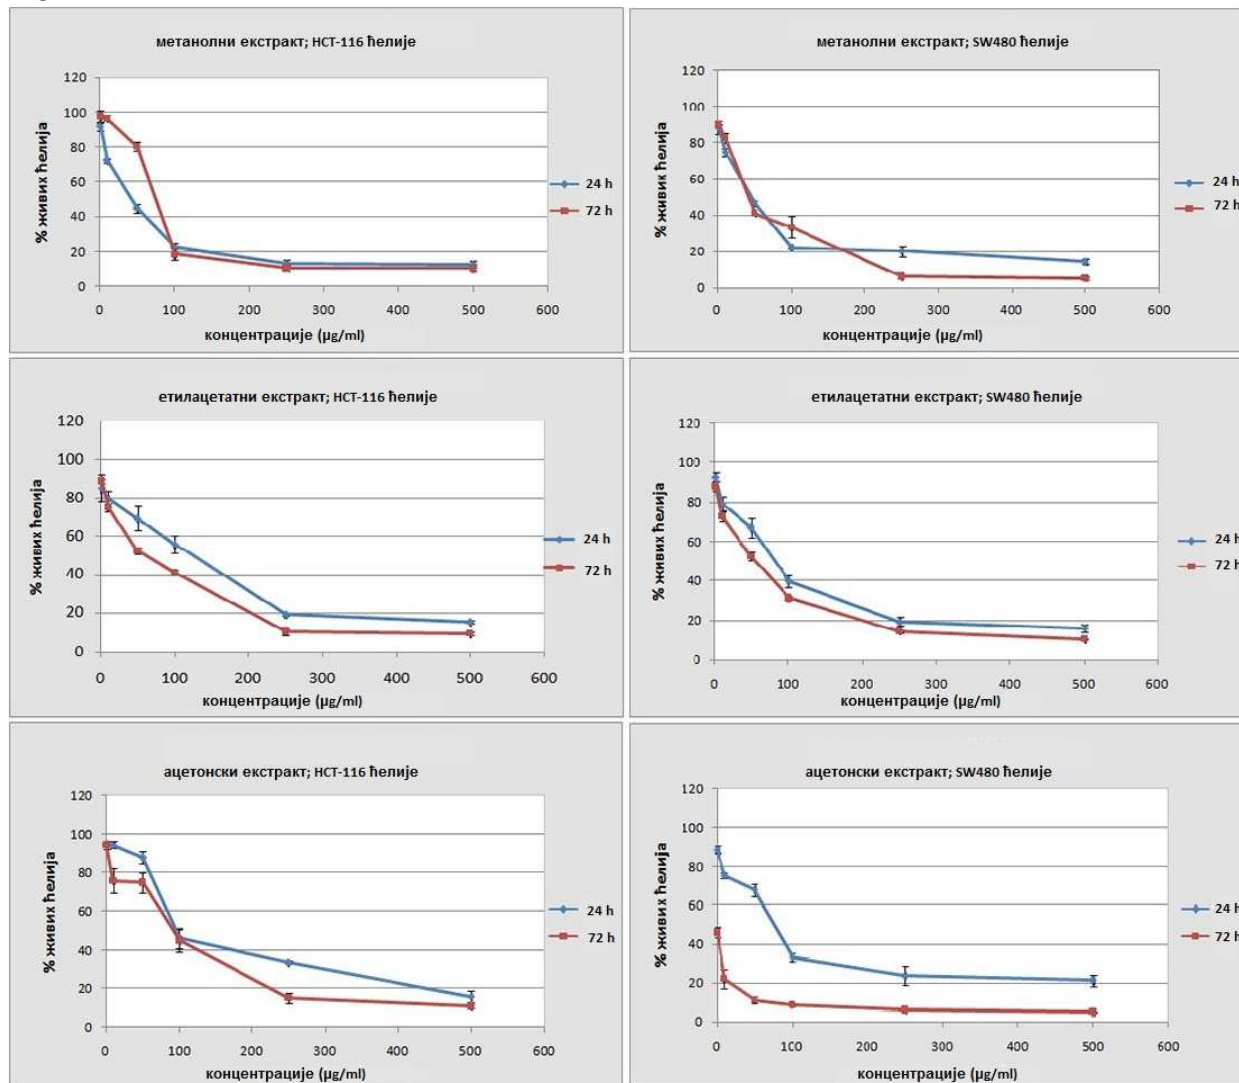 метанолни екстракт; HCT-116 ћелије
120
100
80
60
40
20
0
% живих ћелија
0 100 200 300 400 500 600
концентрације (µg/ml)
24 h
72 h
метанолни екстракт; SW480 ћелије
120
100
80
60
40
20
0
% живих ћелија
0 100 200 300 400 500 600
концентрације (µg/ml)
24 h
72 h
етилацетатни екстракт; HCT-116 ћелије
120
100
80
60
40
20
0
% живих ћелија
0 100 200 300 400 500 600
концентрације (µg/ml)
24 h
72 h
етилацетатни екстракт; SW480 ћелије
120
100
80
60
40
20
0
% живих ћелија
0 100 200 300 400 500 600
концентрације (µg/ml)
24 h
72 h
ацетонски екстракт; HCT-116 ћелије
120
100
80
60
40
20
0
% живих ћелија
0 100 200 300 400 500 600
концентрације (µg/ml)
24 h
72 h
ацетонски екстракт; SW480 ћелије
120
100
80
60
40
20
0
% живих ћелија
0 100 200 300 400 500 600
концентрације (µg/ml)
24 h
72 h